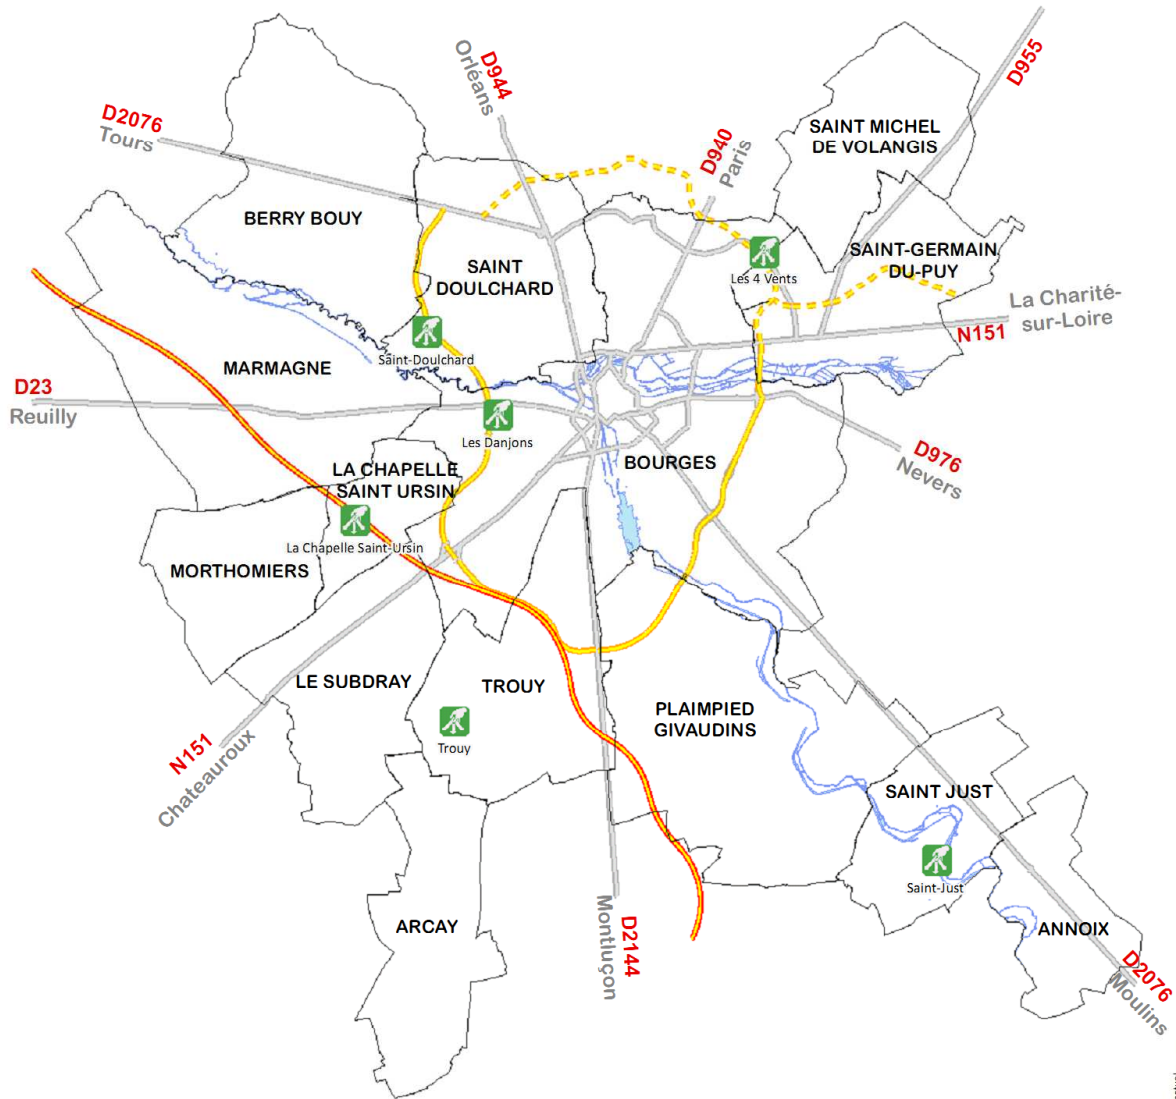 D944
Orléans
D955
D2076
Tours
D940
Paris
SAINT MICHEL
DE VOLANGIS
BERRY BOUY
SAINT
DOULCHARD
SAINT-GERMAIN
DU-PUY
Les 4 Vents
La Charité-
sur-Loire
N151
Saint-Doulchard
MARMAGNE
D23
Reuilly
Les Danjons
BOURGES
D976
Nevers
LA CHAPELLE
SAINT URSIN
La Chapelle Saint-Ursin
MORTHOMIERS
LE SUBDRAY
TROUY
PLAIMPIED
GIVAUDINS
Trouy
N151
Chateauroux
SAINT JUST
Saint-Just
ARCAY
D2144
Montluçon
ANNOIX
D2076
Moulins